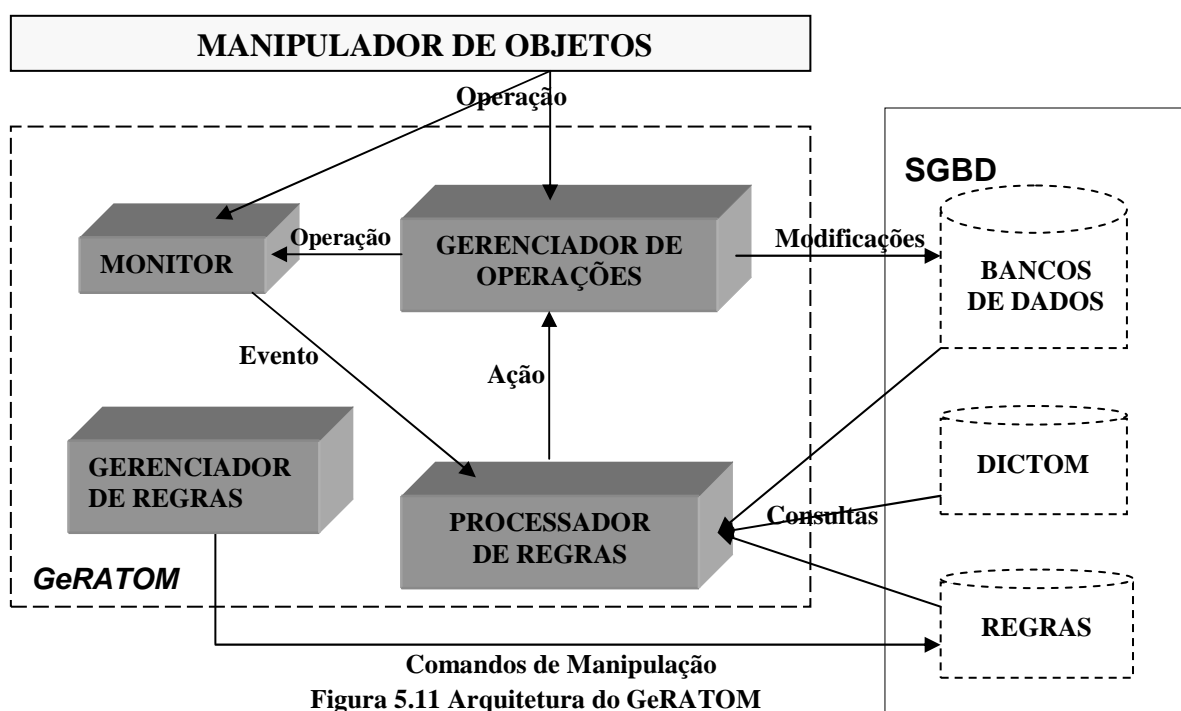 MANIPULADOR DE OBJETOS
Operação
SGBD
MONITOR
Operação
GERENCIADOR DE
OPERAÇÕES
Modificações
BANCOS
DE DADOS
Evento
Ação
GERENCIADOR
DE REGRAS
PROCESSADOR
DE REGRAS
Consultas
DICTOM
GeRATOM
REGRAS
Comandos de Manipulação
Figura 5.11 Arquitetura do GeRATOM